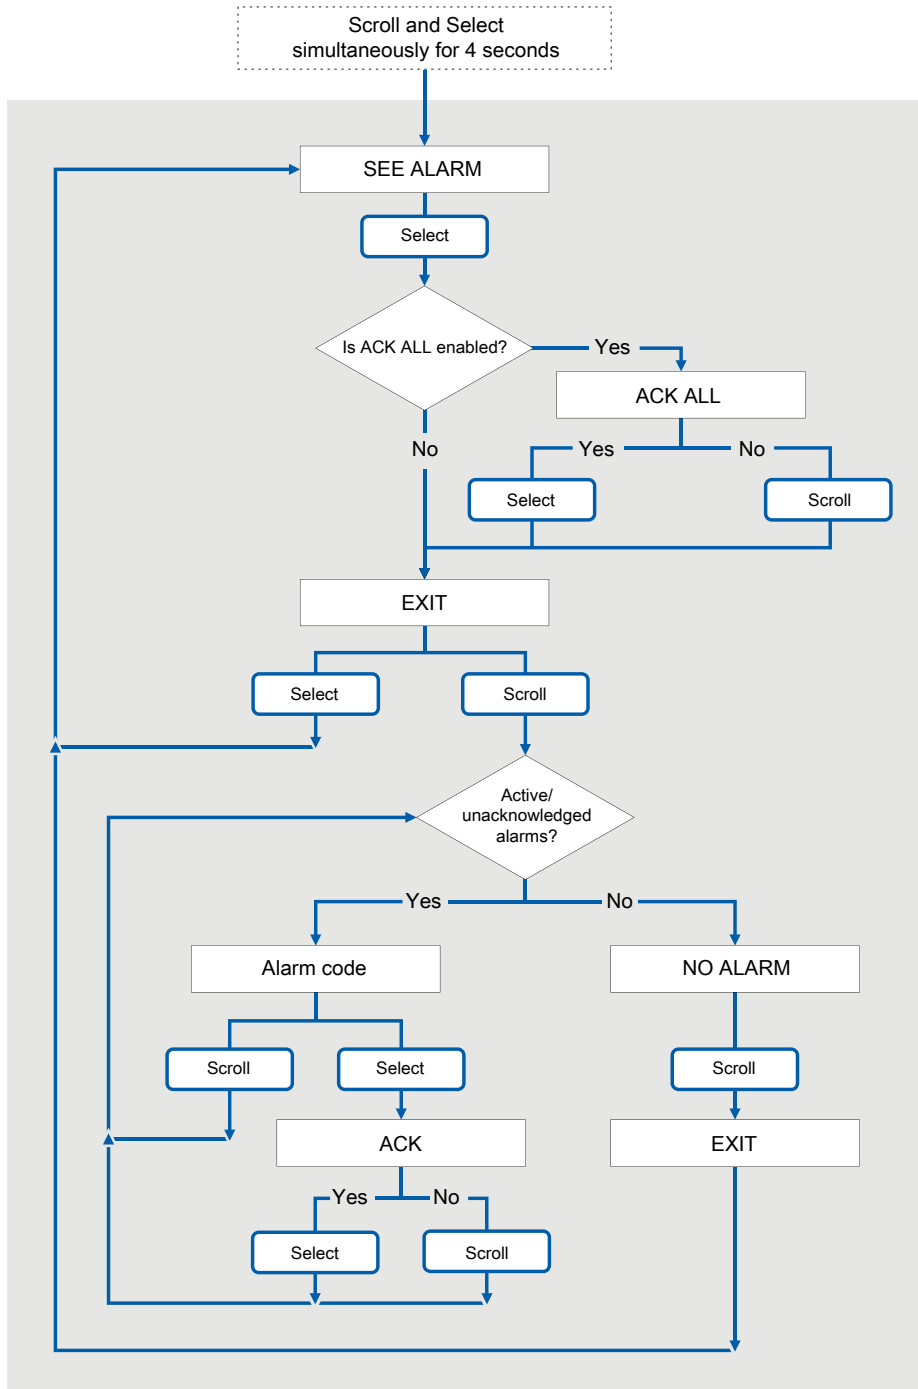 Scroll and Select
simultaneously for 4 seconds
SEE ALARM
Select
Is ACK ALL enabled?
Yes
ACK ALL
No
Yes
No
Select
Scroll
EXIT
Select
Scroll
Active/
unacknowledged
alarms?
Yes
No
Alarm code
NO ALARM
Scroll
Select
Scroll
ACK
EXIT
Yes
No
Select
Scroll